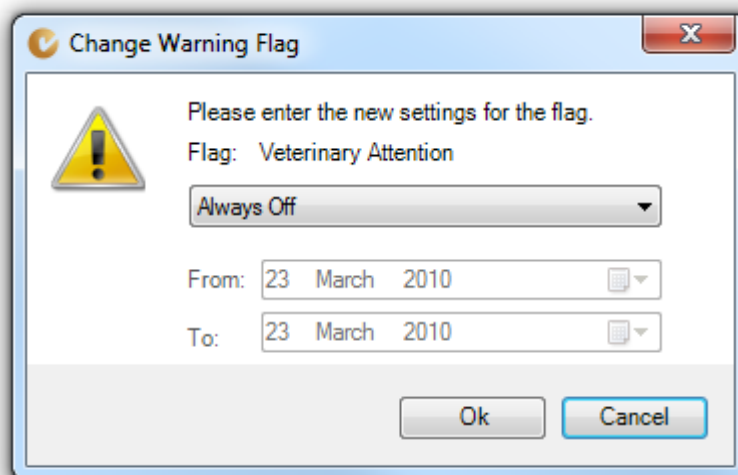 Change Warning Flag
Please enter the new settings for the flag.
Flag: Veterinary Attention
Always Off
From: 23 March 2010
To: 23 March 2010
Ok Cancel